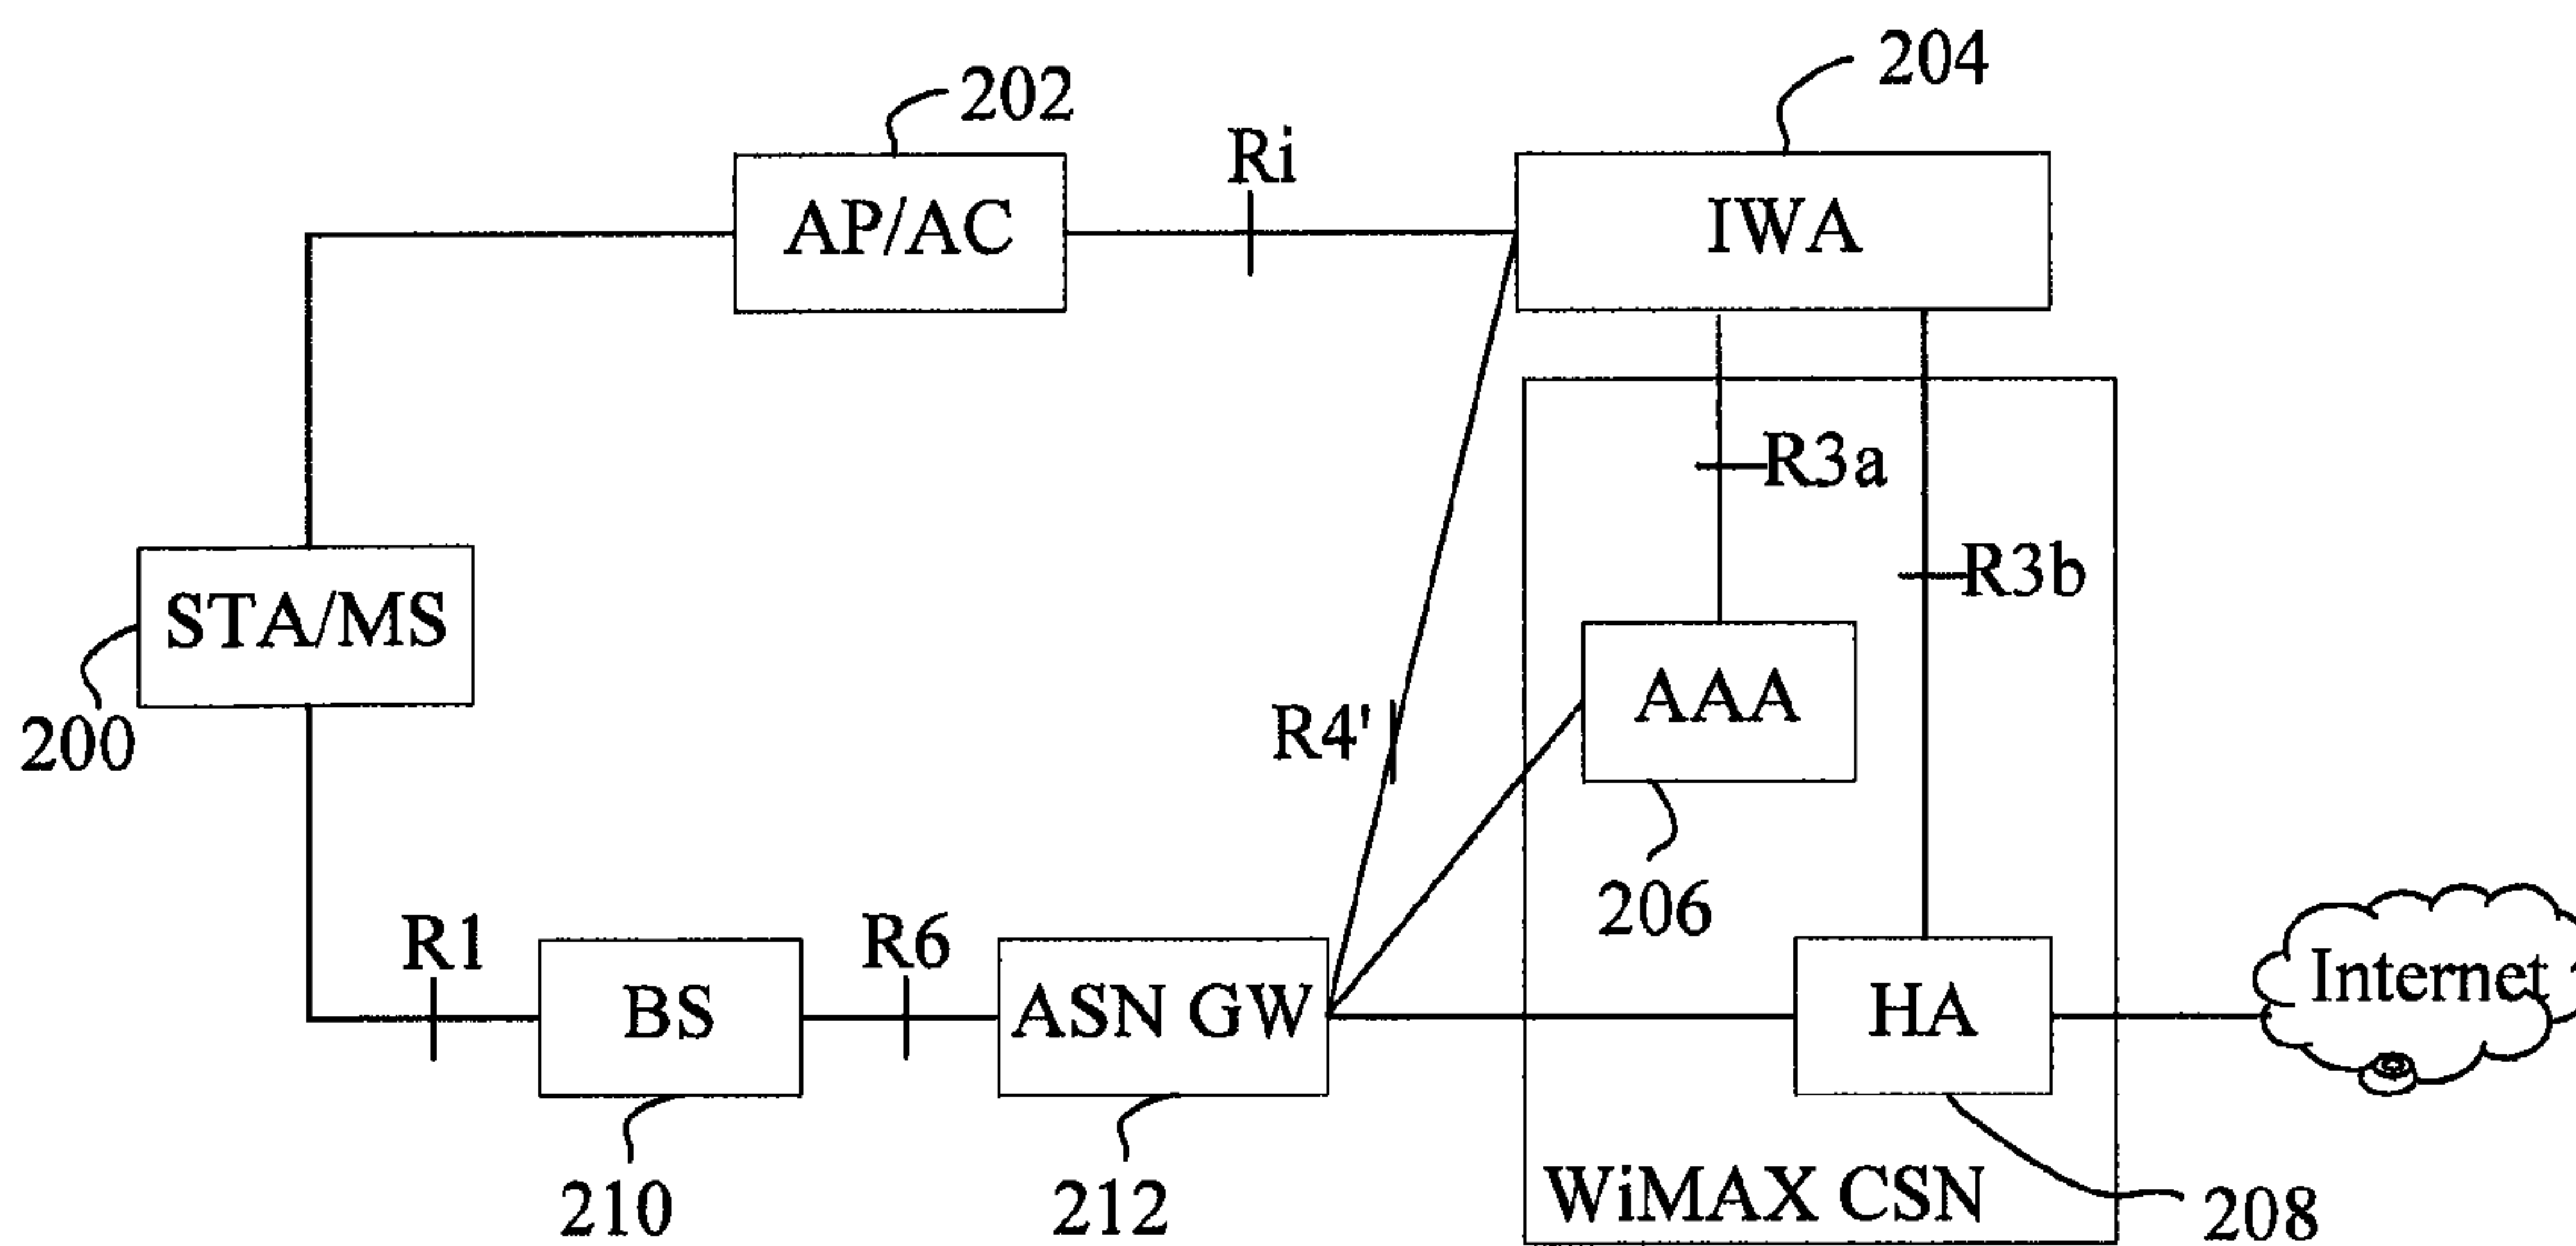 204
202
Ri
AP/AC
IWA
R3a
R3b
STA/MS
AAA
R4'
200
206
R1
R6
BS
ASN GW
HA
Internet
WiMAX CSN
210
212
208